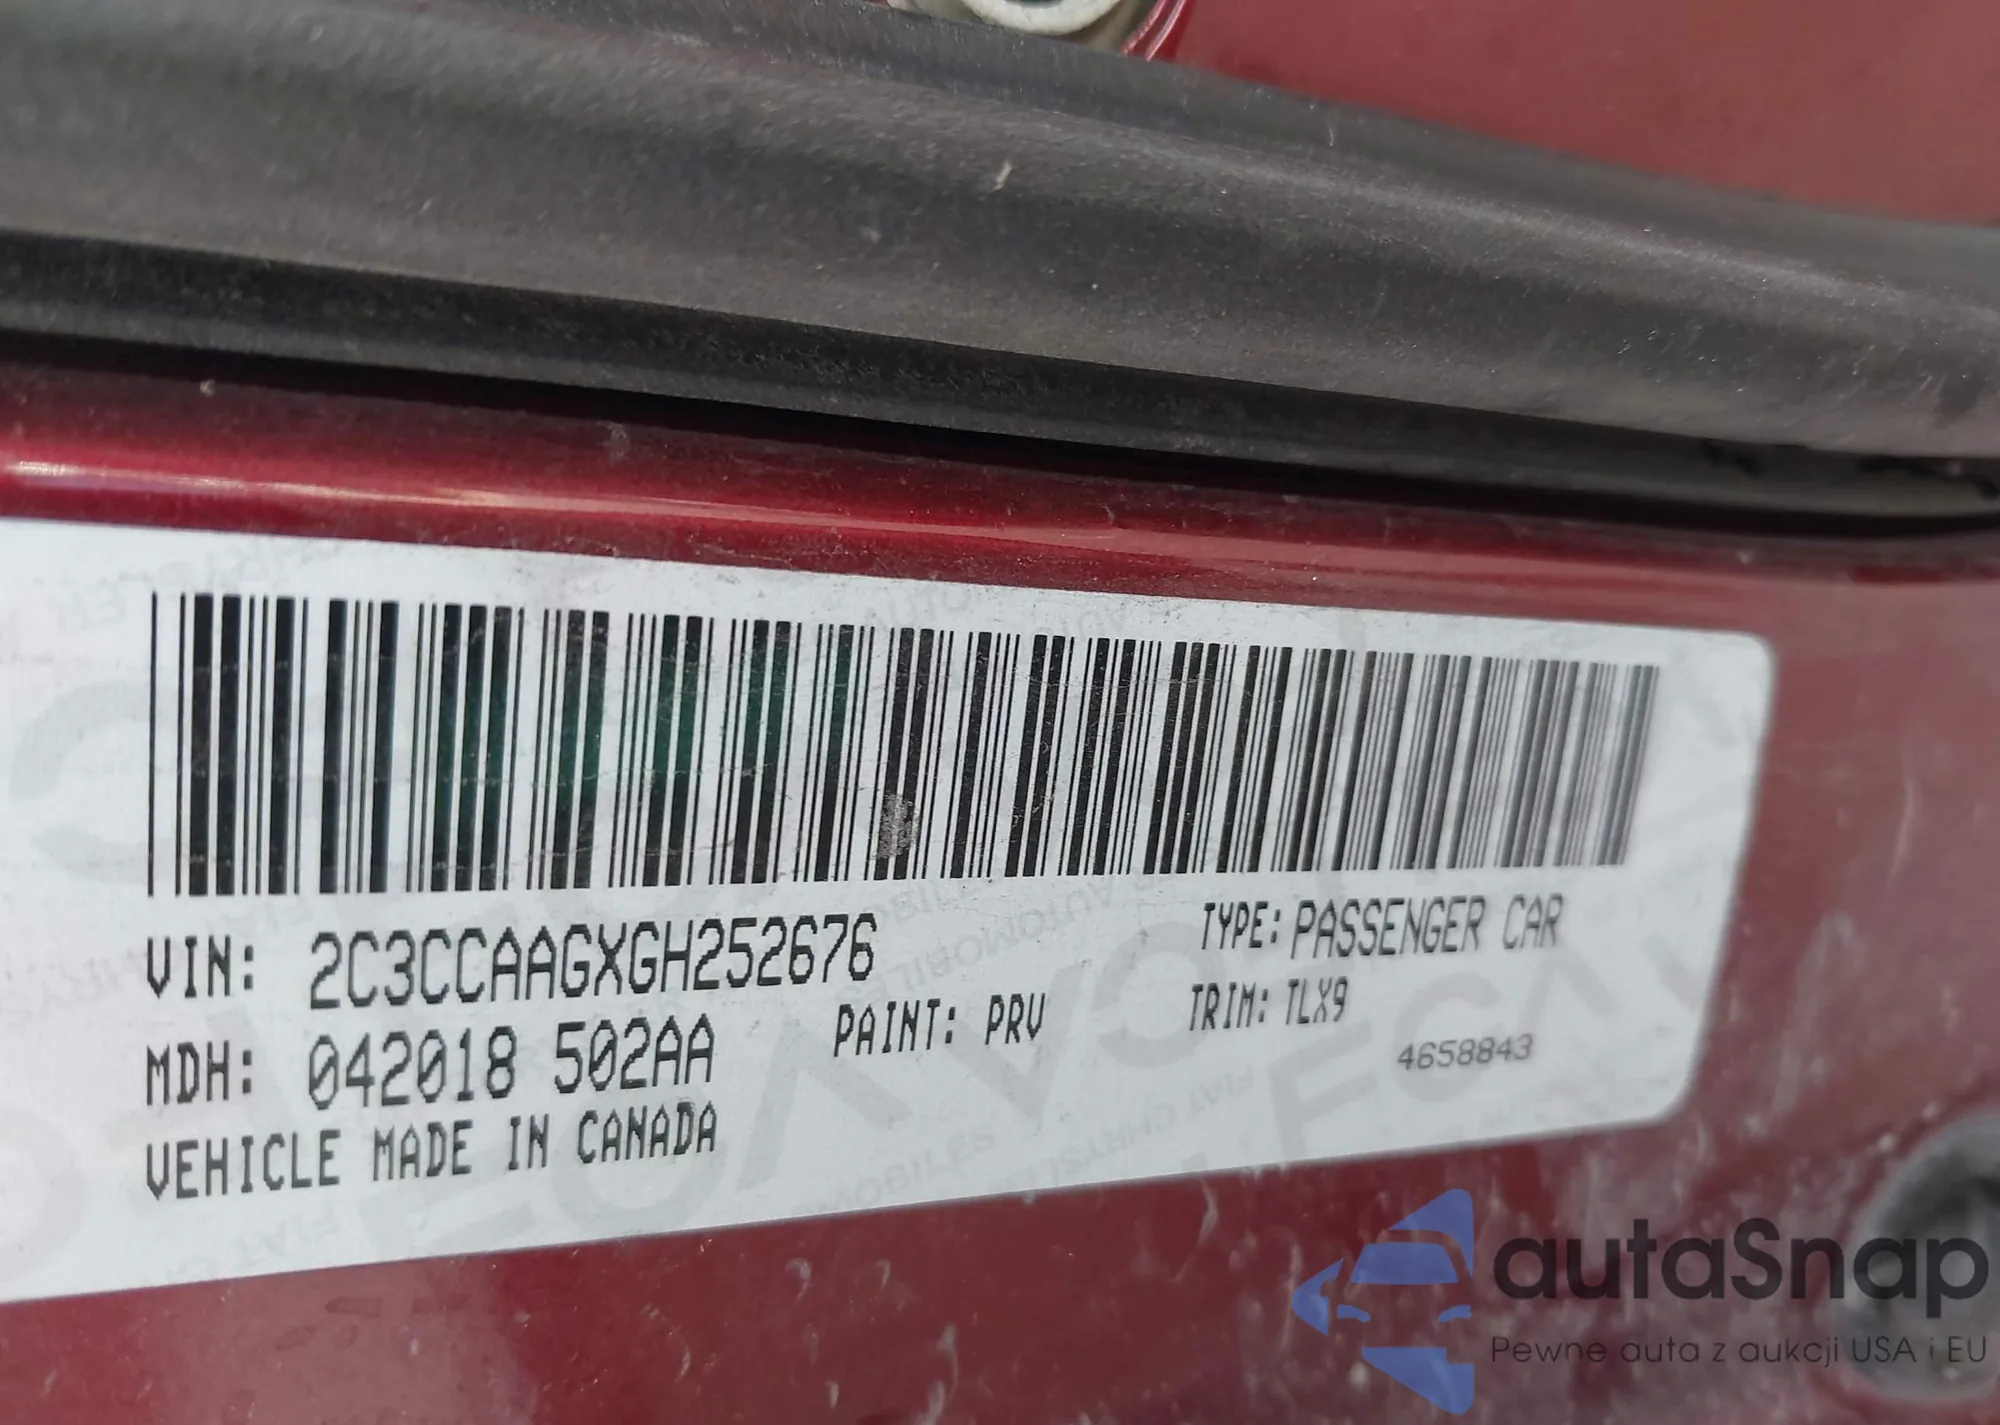 VIN: 2C3CCAAGXGH252676
TYPE: PASSENGER CAR
MDH: 042018 502AA
PAINT: PRV
TRIM: TLX9
4658843
VEHICLE MADE IN CANADA
autaSnap
Pewne auta z aukcji USA i EU